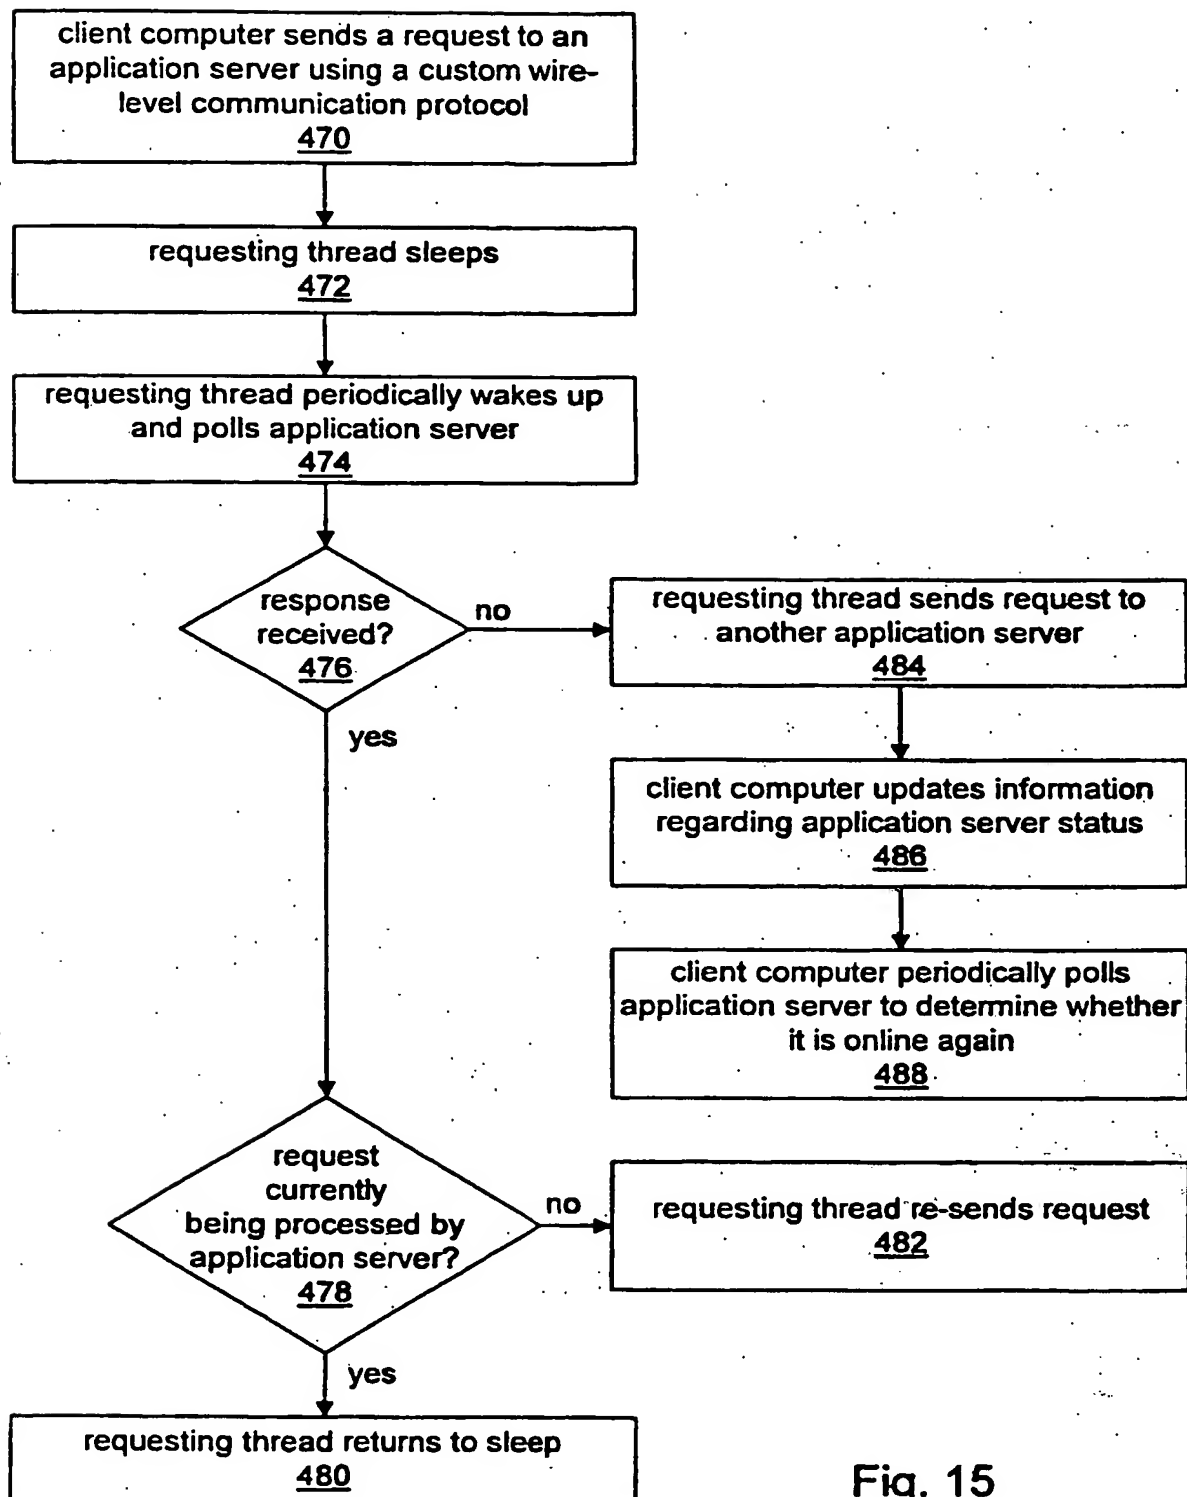 client computer sends a request to an
application server using a custom wire-
level communication protocol
470
requesting thread sleeps
472
requesting thread periodically wakes up
and polls application server
474
response
received?
476
no
requesting thread sends request to
another application server
484
yes
client computer updates information
regarding application server status
486
client computer periodically polls
application server to determine whether
it is online again
488
request
currently
being processed by
application server?
478
no
requesting thread re-sends request
482
yes
requesting thread returns to sleep
480
Fig. 15